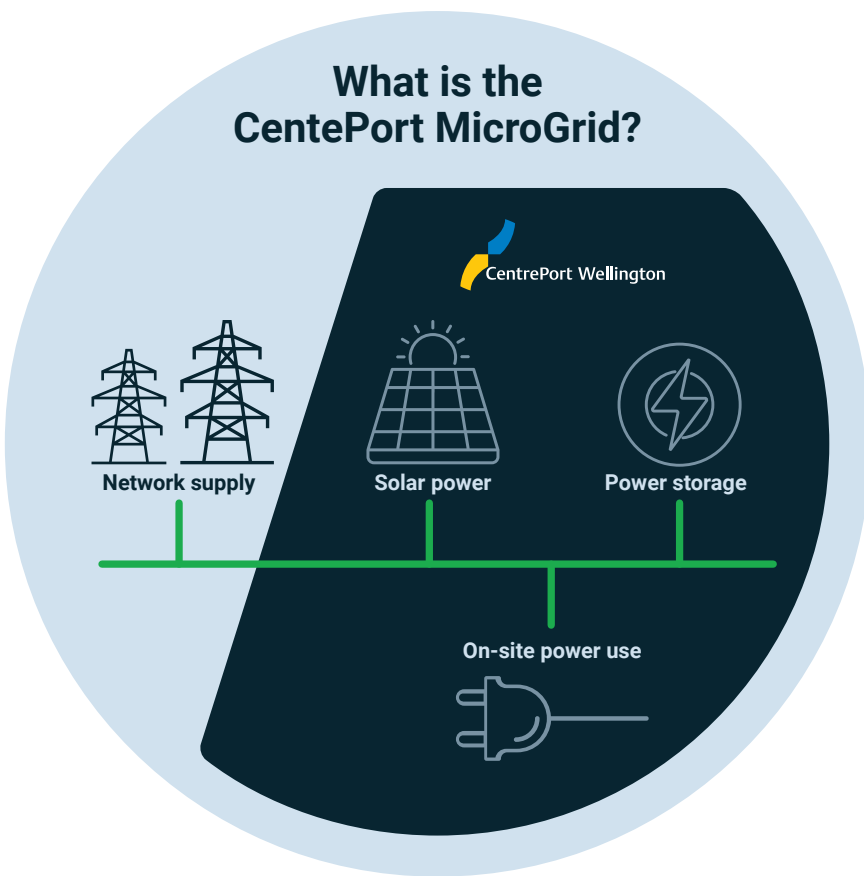 What is the
CentePort MicroGrid?
CentrePort Wellington
Network supply
Solar power
Power storage
On-site power use